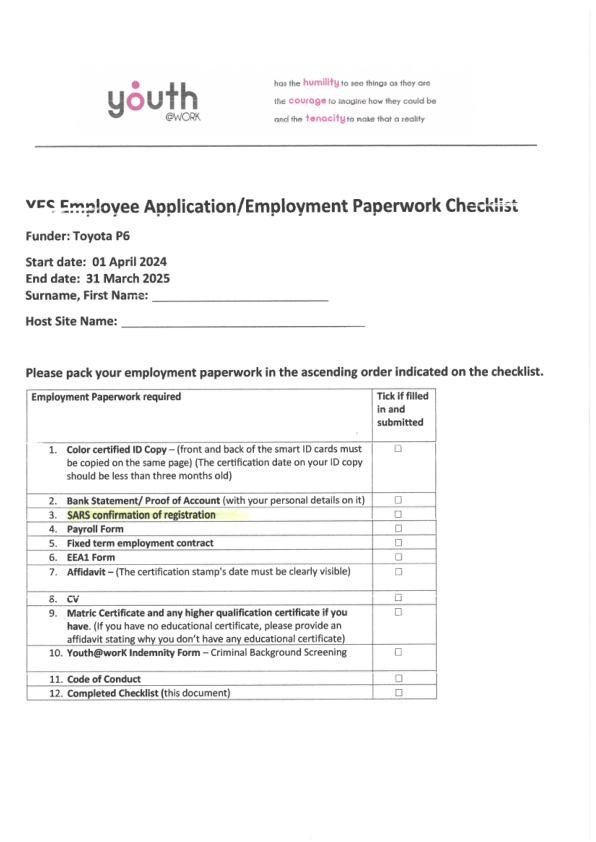 youth
@WORK
has the humility to see things as they are
the courage to imagine how they could be
and the tenacity to make that a reality
YES Employee Application/Employment Paperwork Checklist
Funder: Toyota P6
Start date: 01 April 2024
End date: 31 March 2025
Surname, First Name: ____________________________
Host Site Name: ______________________________________
Please pack your employment paperwork in the ascending order indicated on the checklist.
Employment Paperwork required
Tick if filled
in and
submitted
1. Color certified ID Copy – (front and back of the smart ID cards must ☐
be copied on the same page) (The certification date on your ID copy
should be less than three months old)
2. Bank Statement/ Proof of Account (with your personal details on it) ☐
3. SARS confirmation of registration ☐
4. Payroll Form ☐
5. Fixed term employment contract ☐
6. EEA1 Form ☐
7. Affidavit – (The certification stamp's date must be clearly visible) ☐
8. CV ☐
9. Matric Certificate and any higher qualification certificate if you ☐
have. (If you have no educational certificate, please provide an
affidavit stating why you don't have any educational certificate)
10. Youth@worK Indemnity Form – Criminal Background Screening ☐
11. Code of Conduct ☐
12. Completed Checklist (this document) ☐